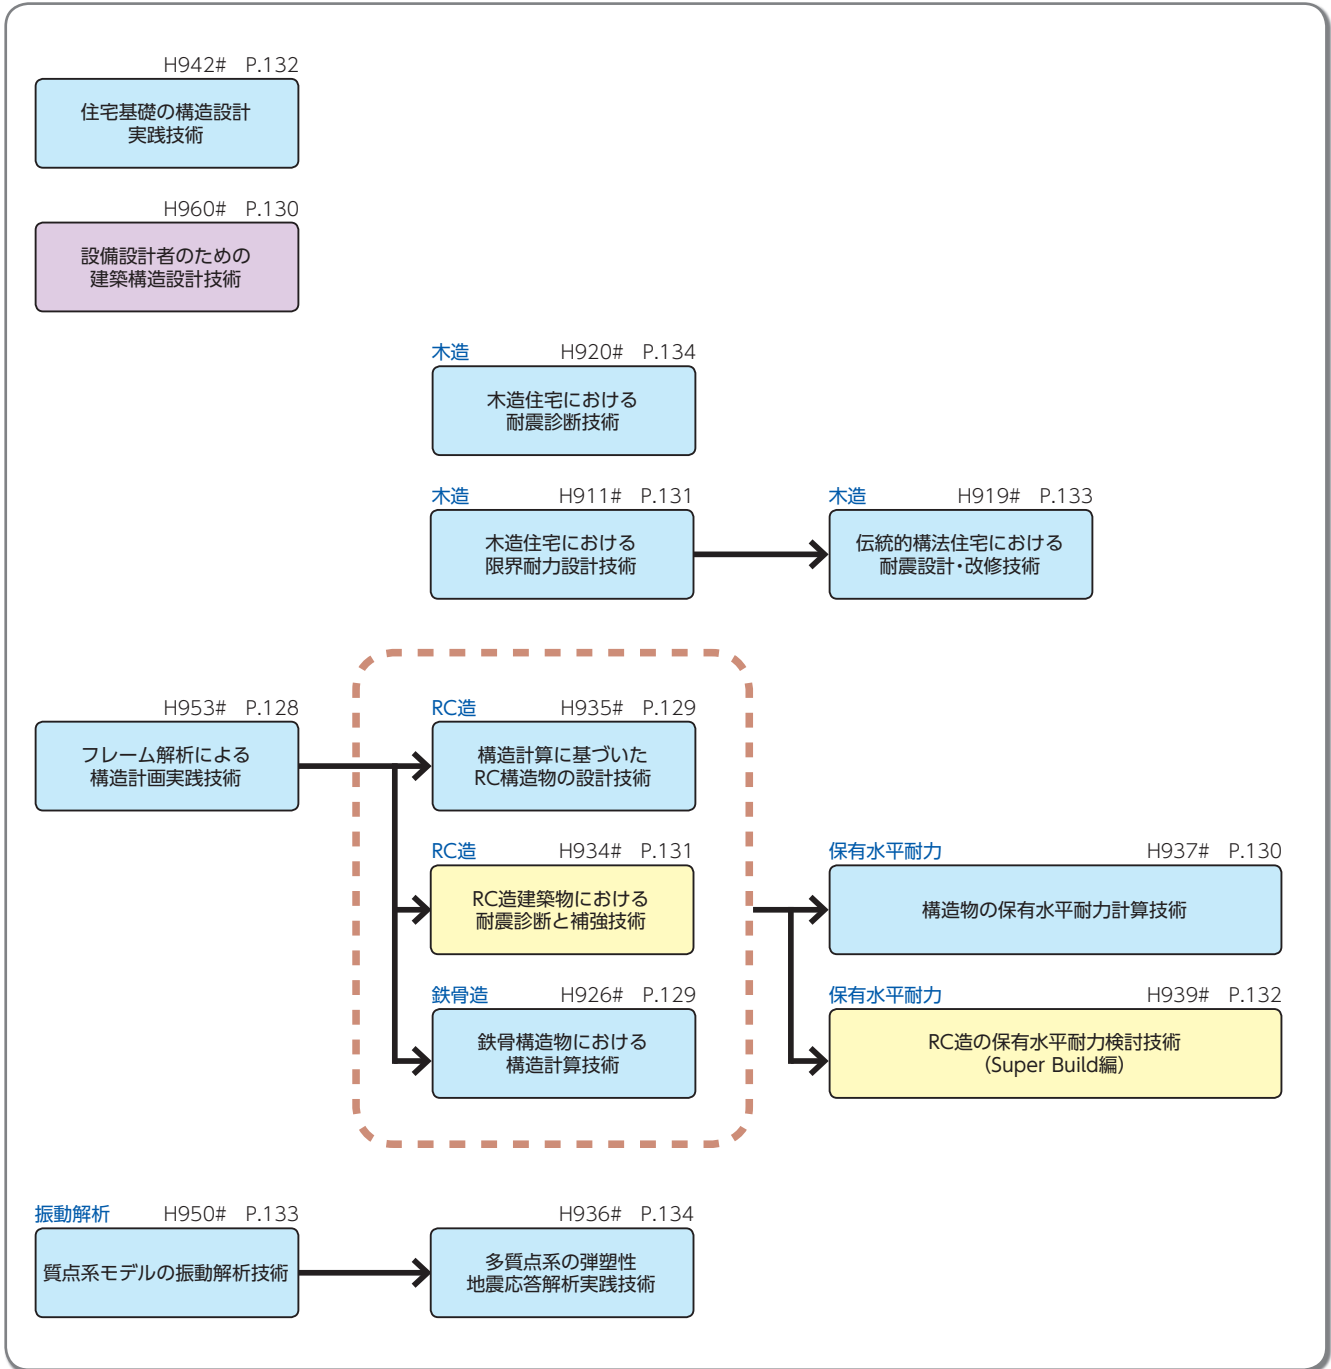 H942# P.132
住宅基礎の構造設計
実践技術
H960# P.130
設備設計者のための
建築構造設計技術
木造 H920# P.134
木造住宅における
耐震診断技術
木造 H911# P.131
木造住宅における
限界耐力設計技術
木造 H919# P.133
伝統的構法住宅における
耐震設計・改修技術
H953# P.128
フレーム解析による
構造計画実践技術
RC造 H935# P.129
構造計算に基づいた
RC構造物の設計技術
RC造 H934# P.131
RC造建築物における
耐震診断と補強技術
鉄骨造 H926# P.129
鉄骨構造物における
構造計算技術
保有水平耐力 H937# P.130
構造物の保有水平耐力計算技術
保有水平耐力 H939# P.132
RC造の保有水平耐力検討技術
（Super Build編）
振動解析 H950# P.133
質点系モデルの振動解析技術
H936# P.134
多質点系の弾塑性
地震応答解析実践技術